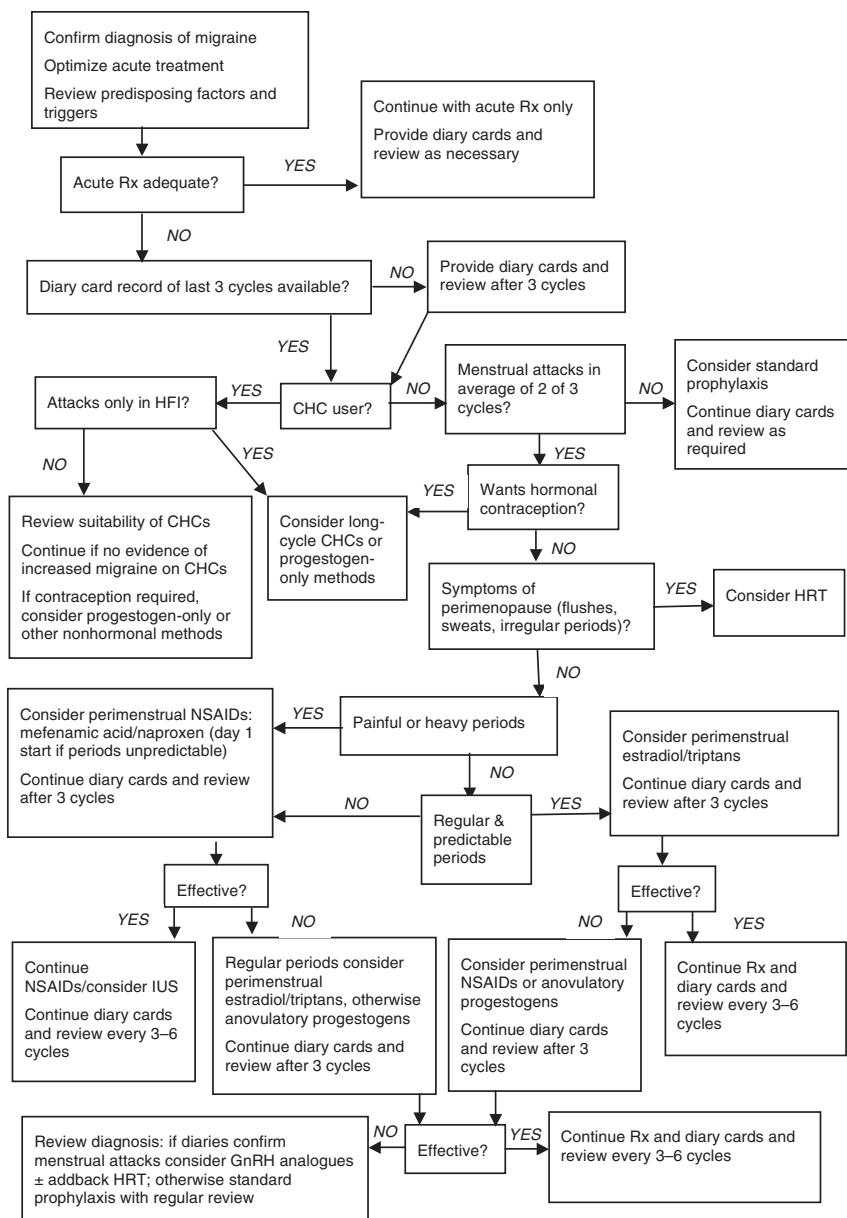 Confirm diagnosis of migraine
Optimize acute treatment
Review predisposing factors and
triggers
Continue with acute Rx only
Provide diary cards and
review as necessary
YES
Acute Rx adequate?
NO
Diary card record of last 3 cycles available?
NO
Provide diary cards and
review after 3 cycles
YES
Attacks only in HFI?
YES
CHC user?
NO
Menstrual attacks in
average of 2 of 3
cycles?
NO
Consider standard
prophylaxis
Continue diary cards
and review as
required
NO
YES
YES
Review suitability of CHCs
Continue if no evidence of
increased migraine on CHCs
If contraception required,
consider progestogen-only or
other nonhormonal methods
Consider long-
cycle CHCs or
progestogen-
only methods
YES
Wants hormonal
contraception?
NO
Symptoms of
perimenopause (flushes,
sweats, irregular periods)?
YES
Consider HRT
NO
Consider perimenstrual NSAIDs:
mefenamic acid/naproxen (day 1
start if periods unpredictable)
Continue diary cards and review
after 3 cycles
YES
Painful or heavy periods
NO
Consider perimenstrual
estradiol/triptans
Continue diary cards
and review after 3 cycles
NO
Regular &
predictable
periods
YES
Effective?
Effective?
YES
NO
NO
YES
Continue
NSAIDs/consider IUS
Continue diary cards
and review every 3–6
cycles
Regular periods consider
perimenstrual
estradiol/triptans, otherwise
anovulatory progestogens
Continue diary cards and
review after 3 cycles
Consider perimenstrual
NSAIDs or anovulatory
progestogens
Continue diary cards
and review after 3
cycles
Continue Rx and
diary cards and
review every 3–6
cycles
Review diagnosis: if diaries confirm
menstrual attacks consider GnRH analogues
± addback HRT; otherwise standard
prophylaxis with regular review
NO
Effective?
YES
Continue Rx and diary cards and
review every 3–6 cycles